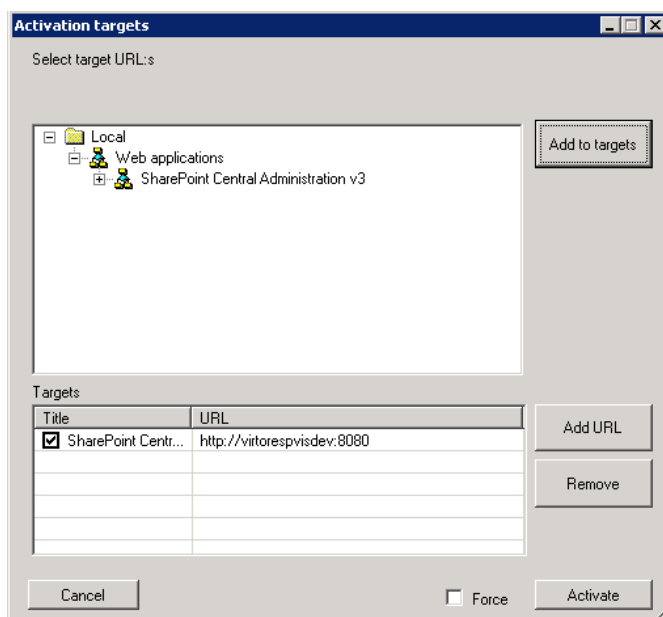 Activation targets
Select target URL:s
Local
Web applications
SharePoint Central Administration v3
Add to targets
Targets
Title URL
SharePoint Centr... http://virtorespvisdev:8080
Add URL
Remove
Cancel
Force
Activate